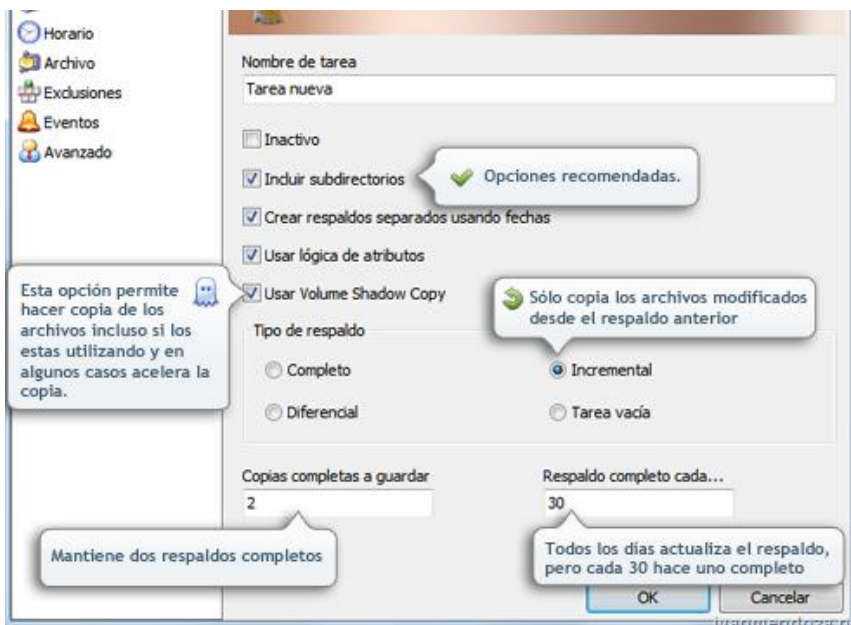 Horario
Archivo
Exclusiones
Eventos
Avanzado
Nombre de tarea
Tarea nueva
Inactivo
Incluir subdirectorios
Opciones recomendadas.
Crear respaldos separados usando fechas
Usar lógica de atributos
Usar Volume Shadow Copy
Esta opción permite
hacer copia de los
archivos incluso si los
estas utilizando y en
algunos casos acelera la
copia.
Sólo copia los archivos modificados
desde el respaldo anterior
Tipo de respaldo
Completo
Incremental
Diferencial
Tarea vacía
Copias completas a guardar
2
Respaldo completo cada...
30
Mantiene dos respaldos completos
Todos los días actualiza el respaldo,
pero cada 30 hace uno completo
OK
Cancelar